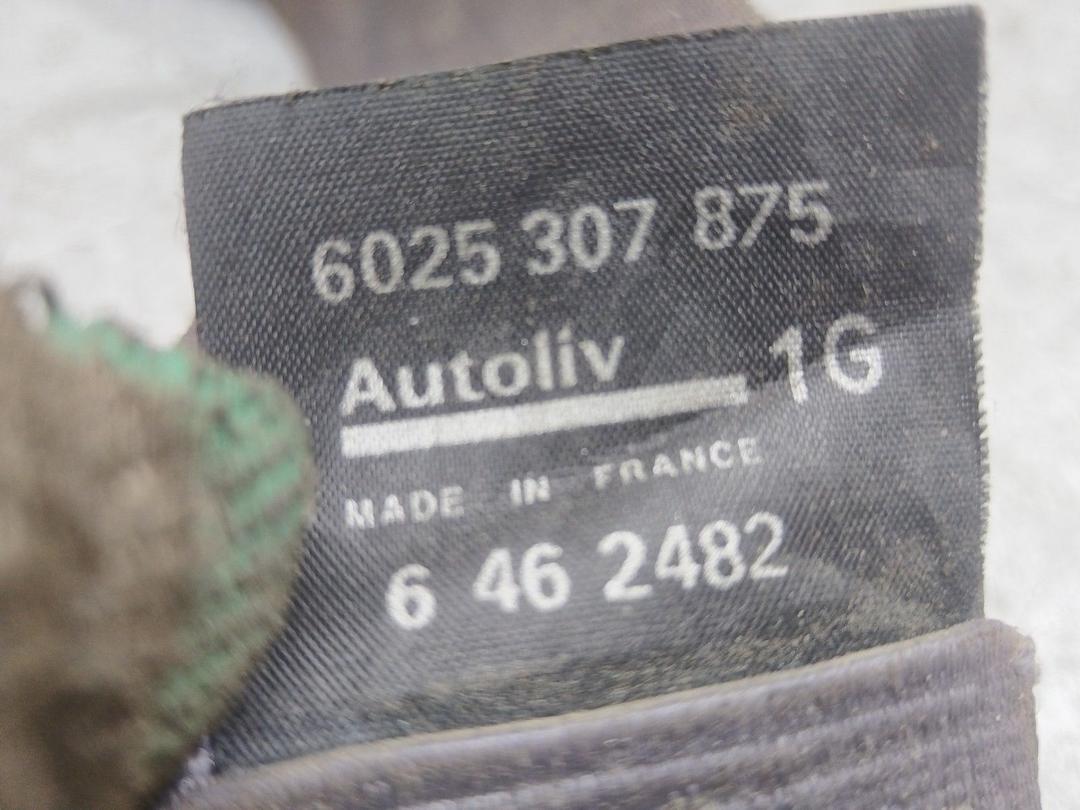 6025 307 875
Autoliv 1G
MADE IN FRANCE
6 46 2482